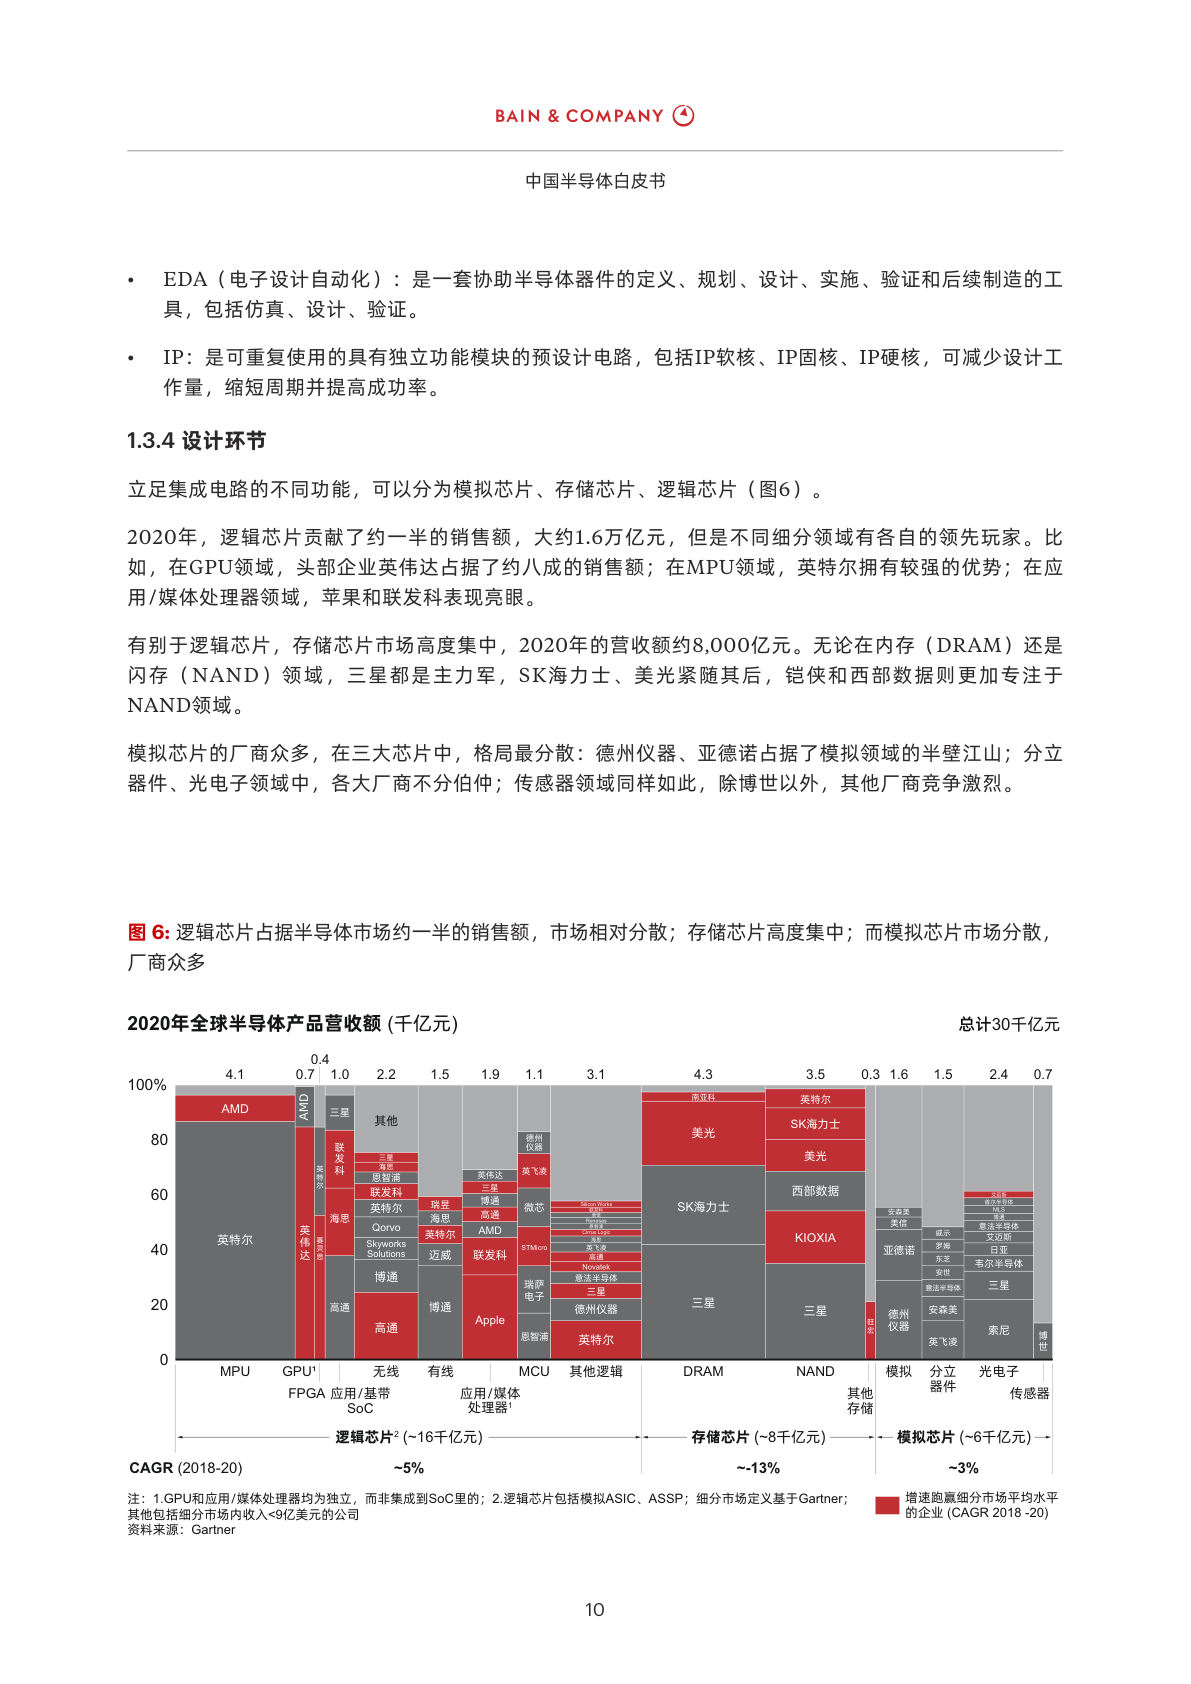 BAIN & COMPANY
中国半导体白皮书
• EDA（电子设计自动化）：是一套协助半导体器件的定义、规划、设计、实施、验证和后续制造的工
具，包括仿真、设计、验证。
• IP：是可重复使用的具有独立功能模块的预设计电路，包括IP软核、IP固核、IP硬核，可减少设计工
作量，缩短周期并提高成功率。
1.3.4 设计环节
立足集成电路的不同功能，可以分为模拟芯片、存储芯片、逻辑芯片（图6）。
2020年，逻辑芯片贡献了约一半的销售额，大约1.6万亿元，但是不同细分领域有各自的领先玩家。比
如，在GPU领域，头部企业英伟达占据了约八成的销售额；在MPU领域，英特尔拥有较强的优势；在应
用/媒体处理器领域，苹果和联发科表现亮眼。
有别于逻辑芯片，存储芯片市场高度集中，2020年的营收额约8,000亿元。无论在内存（DRAM）还是
闪存（NAND）领域，三星都是主力军，SK海力士、美光紧随其后，铠侠和西部数据则更加专注于
NAND领域。
模拟芯片的厂商众多，在三大芯片中，格局最分散：德州仪器、亚德诺占据了模拟领域的半壁江山；分立
器件、光电子领域中，各大厂商不分伯仲；传感器领域同样如此，除博世以外，其他厂商竞争激烈。
图 6: 逻辑芯片占据半导体市场约一半的销售额，市场相对分散；存储芯片高度集中；而模拟芯片市场分散，
厂商众多
2020年全球半导体产品营收额 (千亿元)
总计30千亿元
0.4
4.1 0.7 1.0 2.2 1.5 1.9 1.1 3.1 4.3 3.5 0.3 1.6 1.5 2.4 0.7
100%
80
60
40
20
0
AMD
英特尔
AMD
英伟达
英特尔
赛灵思
三星
联发科
海思
高通
其他
三星
海思
恩智浦
联发科
英特尔
Qorvo
Skyworks
Solutions
博通
高通
瑞昱
海思
英特尔
迈威
博通
英伟达
三星
博通
高通
AMD
联发科
Apple
德州
仪器
英飞凌
微芯
STMicro
瑞萨
电子
恩智浦
Silicon Works
联发科
Renesas
恩智浦
Cirrus Logic
海思
英飞凌
高通
Novatek
意法半导体
三星
德州仪器
英特尔
南亚科
美光
SK海力士
三星
英特尔
SK海力士
美光
西部数据
KIOXIA
三星
旺宏
安森美
美信
亚德诺
德州
仪器
威示
罗姆
东芝
安世
意法半导体
安森美
英飞凌
艾迈斯
首尔半导体
MLS
博通
意法半导体
艾迈斯
日亚
韦尔半导体
三星
索尼
博世
MPU GPU¹ 无线 有线 MCU 其他逻辑 DRAM NAND 模拟 分立
器件 光电子
FPGA 应用/基带
SoC
应用/媒体
处理器¹
其他
存储
传感器
逻辑芯片² (~16千亿元) 存储芯片 (~8千亿元) 模拟芯片 (~6千亿元)
CAGR (2018-20) ~5% ~-13% ~3%
注：1.GPU和应用/媒体处理器均为独立，而非集成到SoC里的；2.逻辑芯片包括模拟ASIC、ASSP；细分市场定义基于Gartner；
其他包括细分市场内收入<9亿美元的公司
资料来源：Gartner
增速跑赢细分市场平均水平
的企业 (CAGR 2018 -20)
10